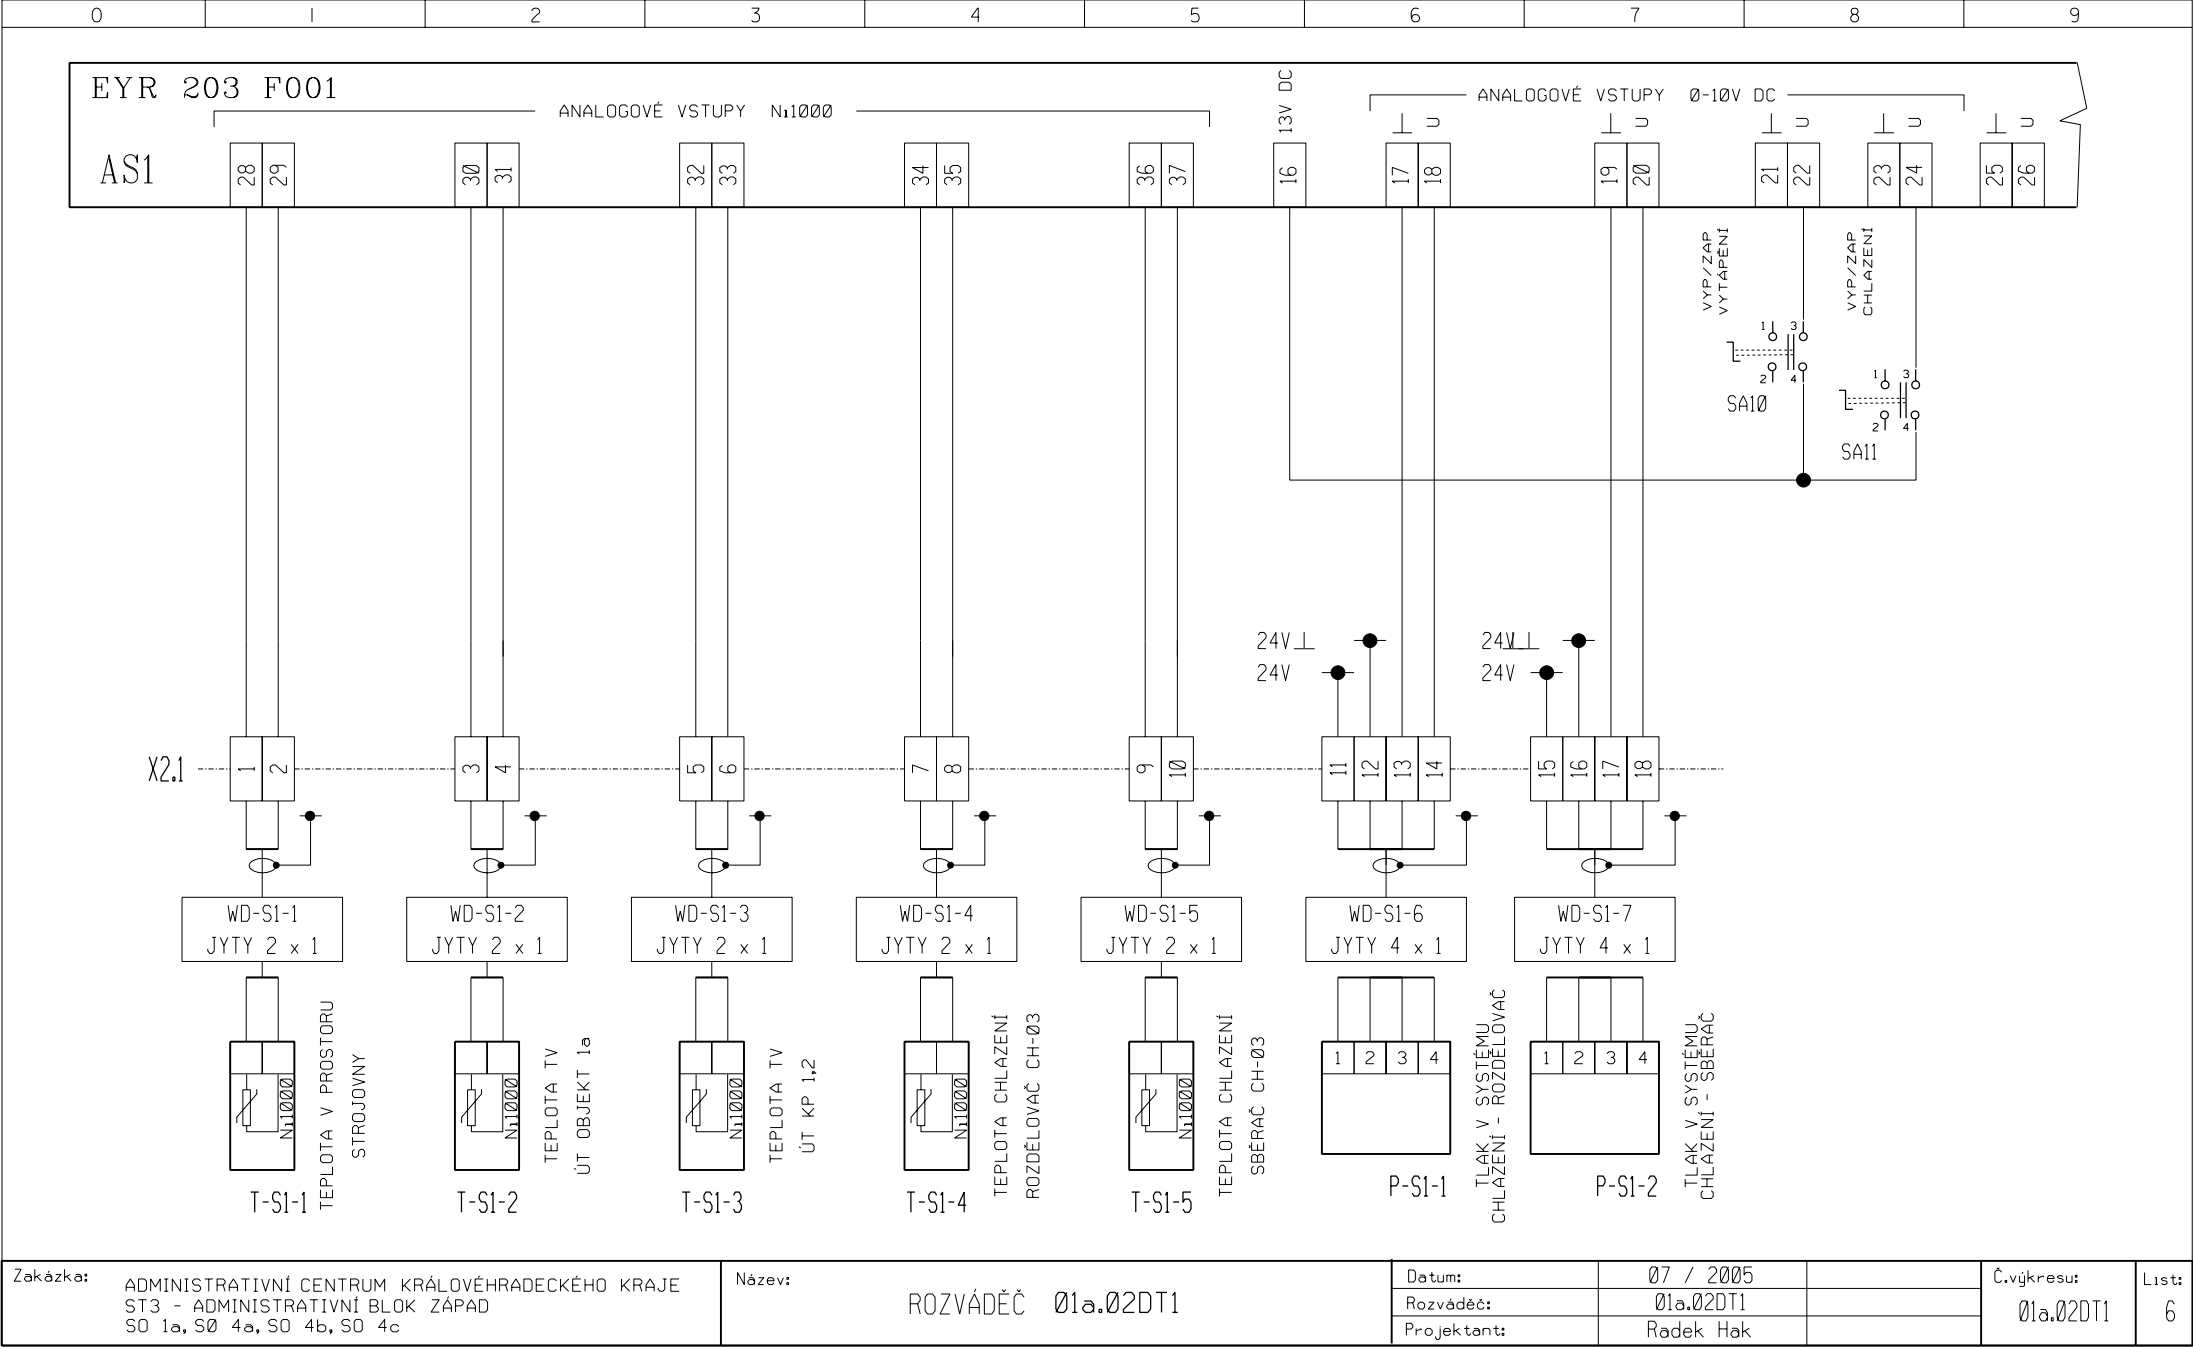 0 1 2 3 4 5 6 7 8 9
EYR 203 F001
ANALOGOVÉ VSTUPY Ni1000
13V DC
ANALOGOVÉ VSTUPY 0-10V DC
U U U U U
AS1
28 29 30 31 32 33 34 35 36 37 16 17 18 19 20 21 22 23 24 25 26
VYP/ZAP
VYTÁPĚNÍ
VYP/ZAP
CHLAZENÍ
1 3
2 4
SA10
1 3
2 4
SA11
24V 24V
24V 24V
X2.1
1 2 3 4 5 6 7 8 9 10 11 12 13 14 15 16 17 18
WD-S1-1
JYTY 2 x 1
WD-S1-2
JYTY 2 x 1
WD-S1-3
JYTY 2 x 1
WD-S1-4
JYTY 2 x 1
WD-S1-5
JYTY 2 x 1
WD-S1-6
JYTY 4 x 1
WD-S1-7
JYTY 4 x 1
Ni1000
TEPLOTA V PROSTORU
STROJOVNY
T-S1-1
Ni1000
TEPLOTA TV
ÚT OBJEKT 1a
T-S1-2
Ni1000
TEPLOTA TV
ÚT KP 1,2
T-S1-3
Ni1000
TEPLOTA CHLAZENÍ
ROZDĚLOVAČ CH-03
T-S1-4
Ni1000
TEPLOTA CHLAZENÍ
SBĚRAČ CH-03
T-S1-5
1 2 3 4
TLAK V SYSTÉMU
CHLAZENÍ - ROZDĚLOVAČ
P-S1-1
1 2 3 4
TLAK V SYSTÉMU
CHLAZENÍ - SBĚRAČ
P-S1-2
Zakázka:
ADMINISTRATIVNÍ CENTRUM KRÁLOVÉHRADECKÉHO KRAJE
ST3 - ADMINISTRATIVNÍ BLOK ZÁPAD
SO 1a, SØ 4a, SO 4b, SO 4c
Název:
ROZVÁDĚČ 01a.02DT1
Datum: 07 / 2005
Rozváděč: 01a.02DT1
Projektant: Radek Hak
Č.výkresu:
01a.02DT1
List:
6